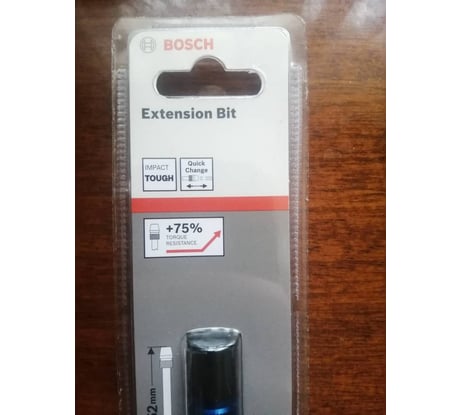 BOSCH
Extension Bit
IMPACT
TOUGH
Quick
Change
+75%
TORQUE
RESISTANCE